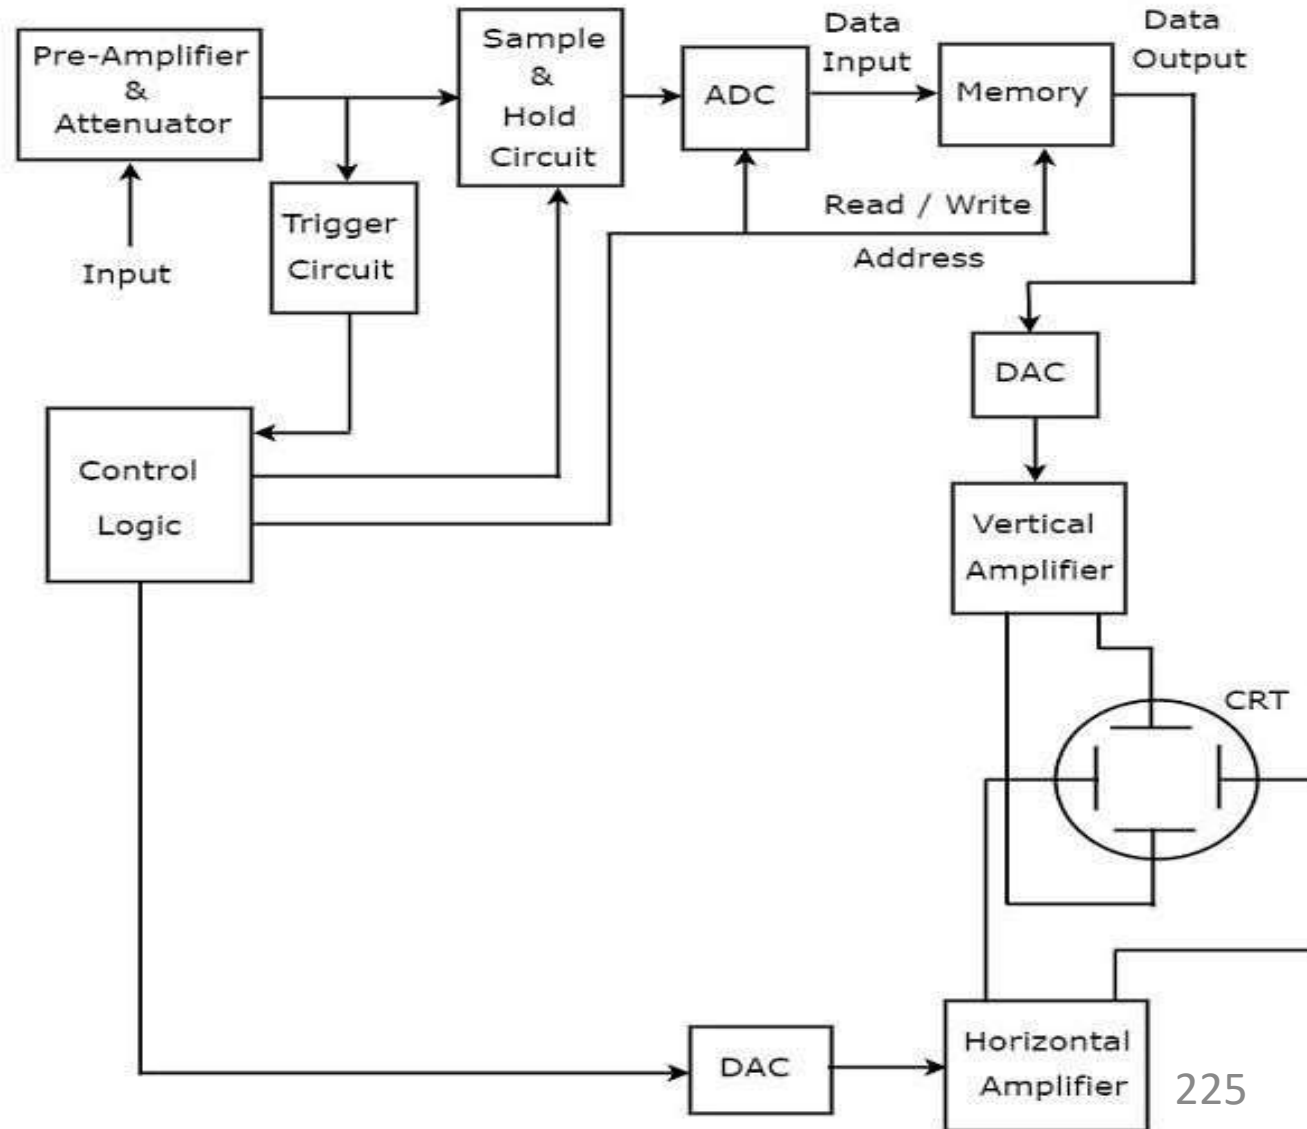 Pre-Amplifier
&
Attenuator
Input
Trigger
Circuit
Sample
&
Hold
Circuit
ADC
Data
Input
Memory
Data
Output
Read / Write
Address
DAC
Control
Logic
Vertical
Amplifier
CRT
DAC
Horizontal
Amplifier
225